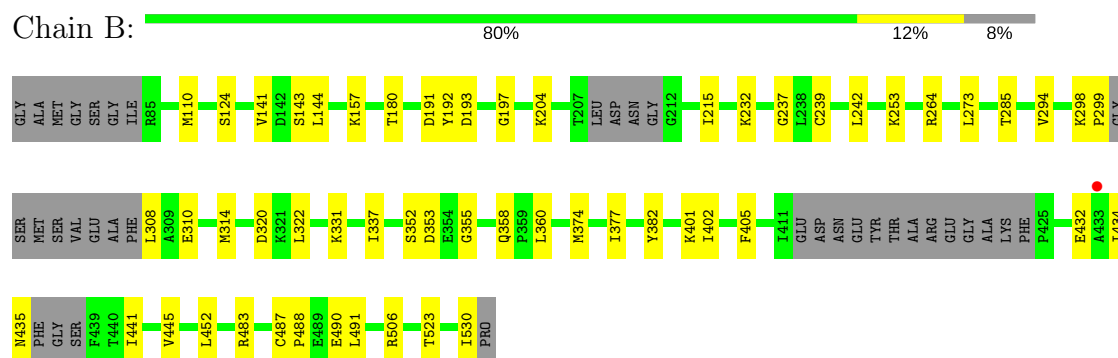 Chain B:
80% 12% 8%
GLY ALA MET GLY SER GLY ILE R85 M110 S124 V141 D142 S143 L144 K157 T180 D191 Y192 D193 G197 K204 T207 LEU ASP ASN GLY G212 I215 K232 G237 L238 C239 L242 K253 R264 L273 T285 V294 K298 P299 GLY
SER MET SER VAL GLU ALA PHE L308 A309 E310 M314 D320 K321 L322 K331 I337 S352 D353 E354 G355 Q358 P359 L360 M374 I377 Y382 K401 I402 F405 I411 GLU ASP ASN GLU TYR THR ALA ARG GLU GLY ALA LYS PHE P425 E432 A433 I434
N435 PHE GLY SER F439 T440 I441 V445 L452 R483 C487 P488 E489 E490 L491 R506 T523 I530 PRO